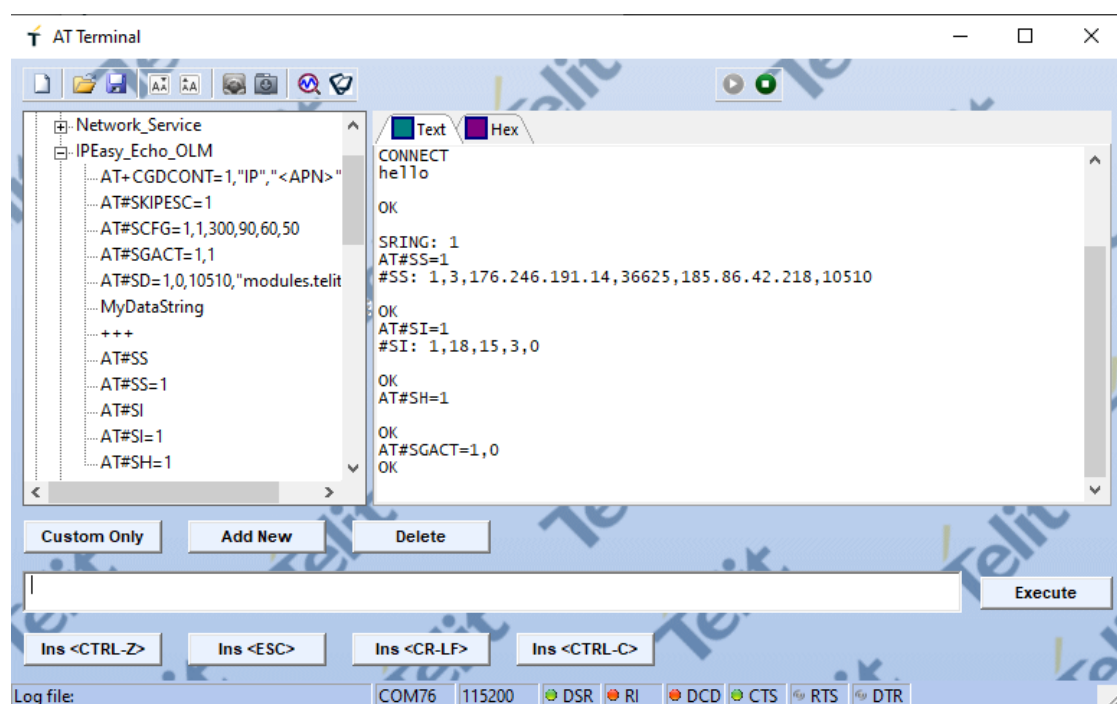 AT Terminal
Network_Service
IPEasy_Echo_OLM
AT+CGDCONT=1,"IP","<APN>"
AT#SKIPESC=1
AT#SCFG=1,1,300,90,60,50
AT#SGACT=1,1
AT#SD=1,0,10510,"modules.telit
MyDataString
+++
AT#SS
AT#SS=1
AT#SI
AT#SI=1
AT#SH=1
Text Hex
CONNECT
hello
OK
SRING: 1
AT#SS=1
#SS: 1,3,176.246.191.14,36625,185.86.42.218,10510
OK
AT#SI=1
#SI: 1,18,15,3,0
OK
AT#SH=1
OK
AT#SGACT=1,0
OK
Custom Only Add New Delete
Execute
Ins <CTRL-Z> Ins <ESC> Ins <CR-LF> Ins <CTRL-C>
Log file: COM76 115200 DSR RI DCD CTS RTS DTR
Telit